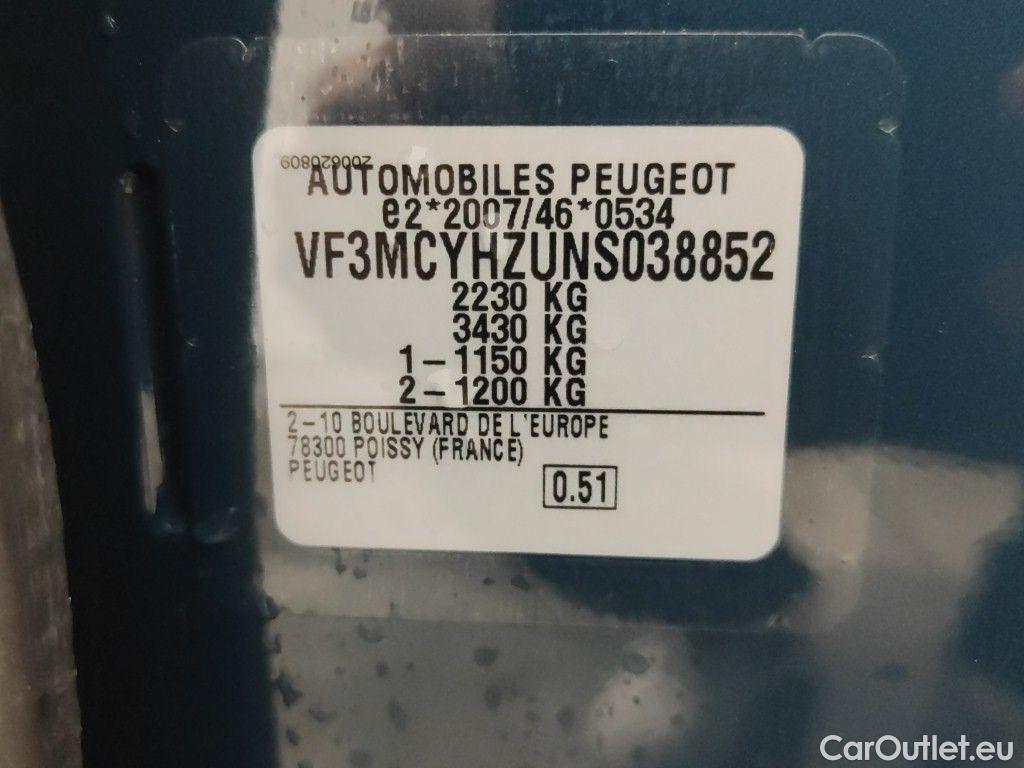 200620809
AUTOMOBILES PEUGEOT
e2*2007/46*0534
VF3MCYHZUNS038852
2230 KG
3430 KG
1-1150 KG
2-1200 KG
2-10 BOULEVARD DE L'EUROPE
78300 POISSY (FRANCE)
PEUGEOT
0.51
CarOutlet.eu